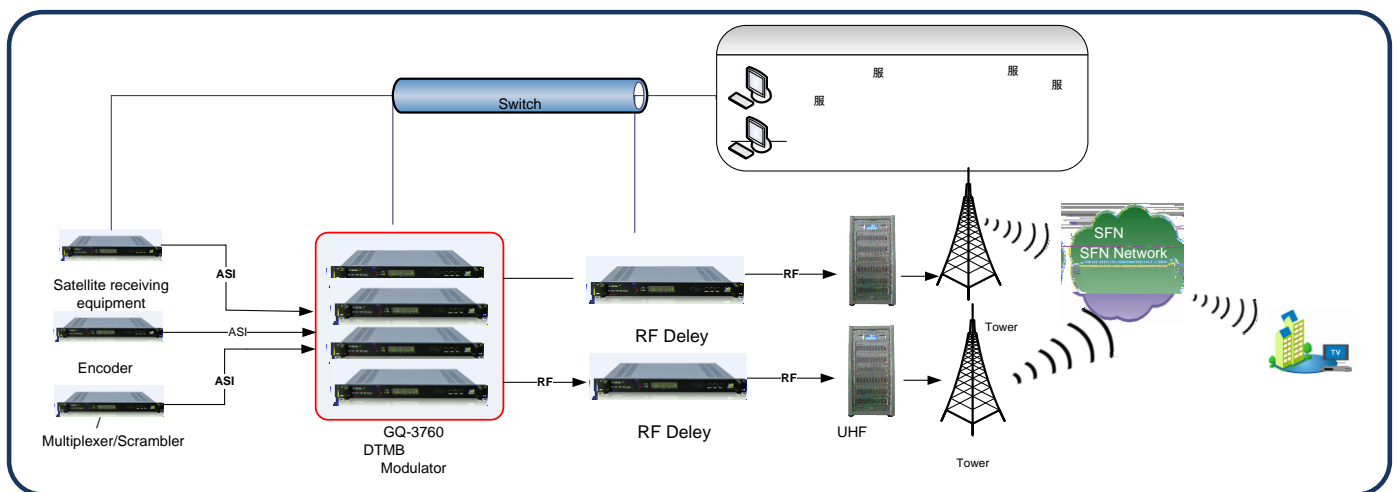 服
服
服
服
Switch
SFN
SFN Network
Satellite receiving
equipment
ASI
ASI
ASI
Encoder
Multiplexer/Scrambler
GQ-3760
DTMB
Modulator
RF
RF Deley
RF
RF Deley
RF
UHF
Tower
Tower
TV